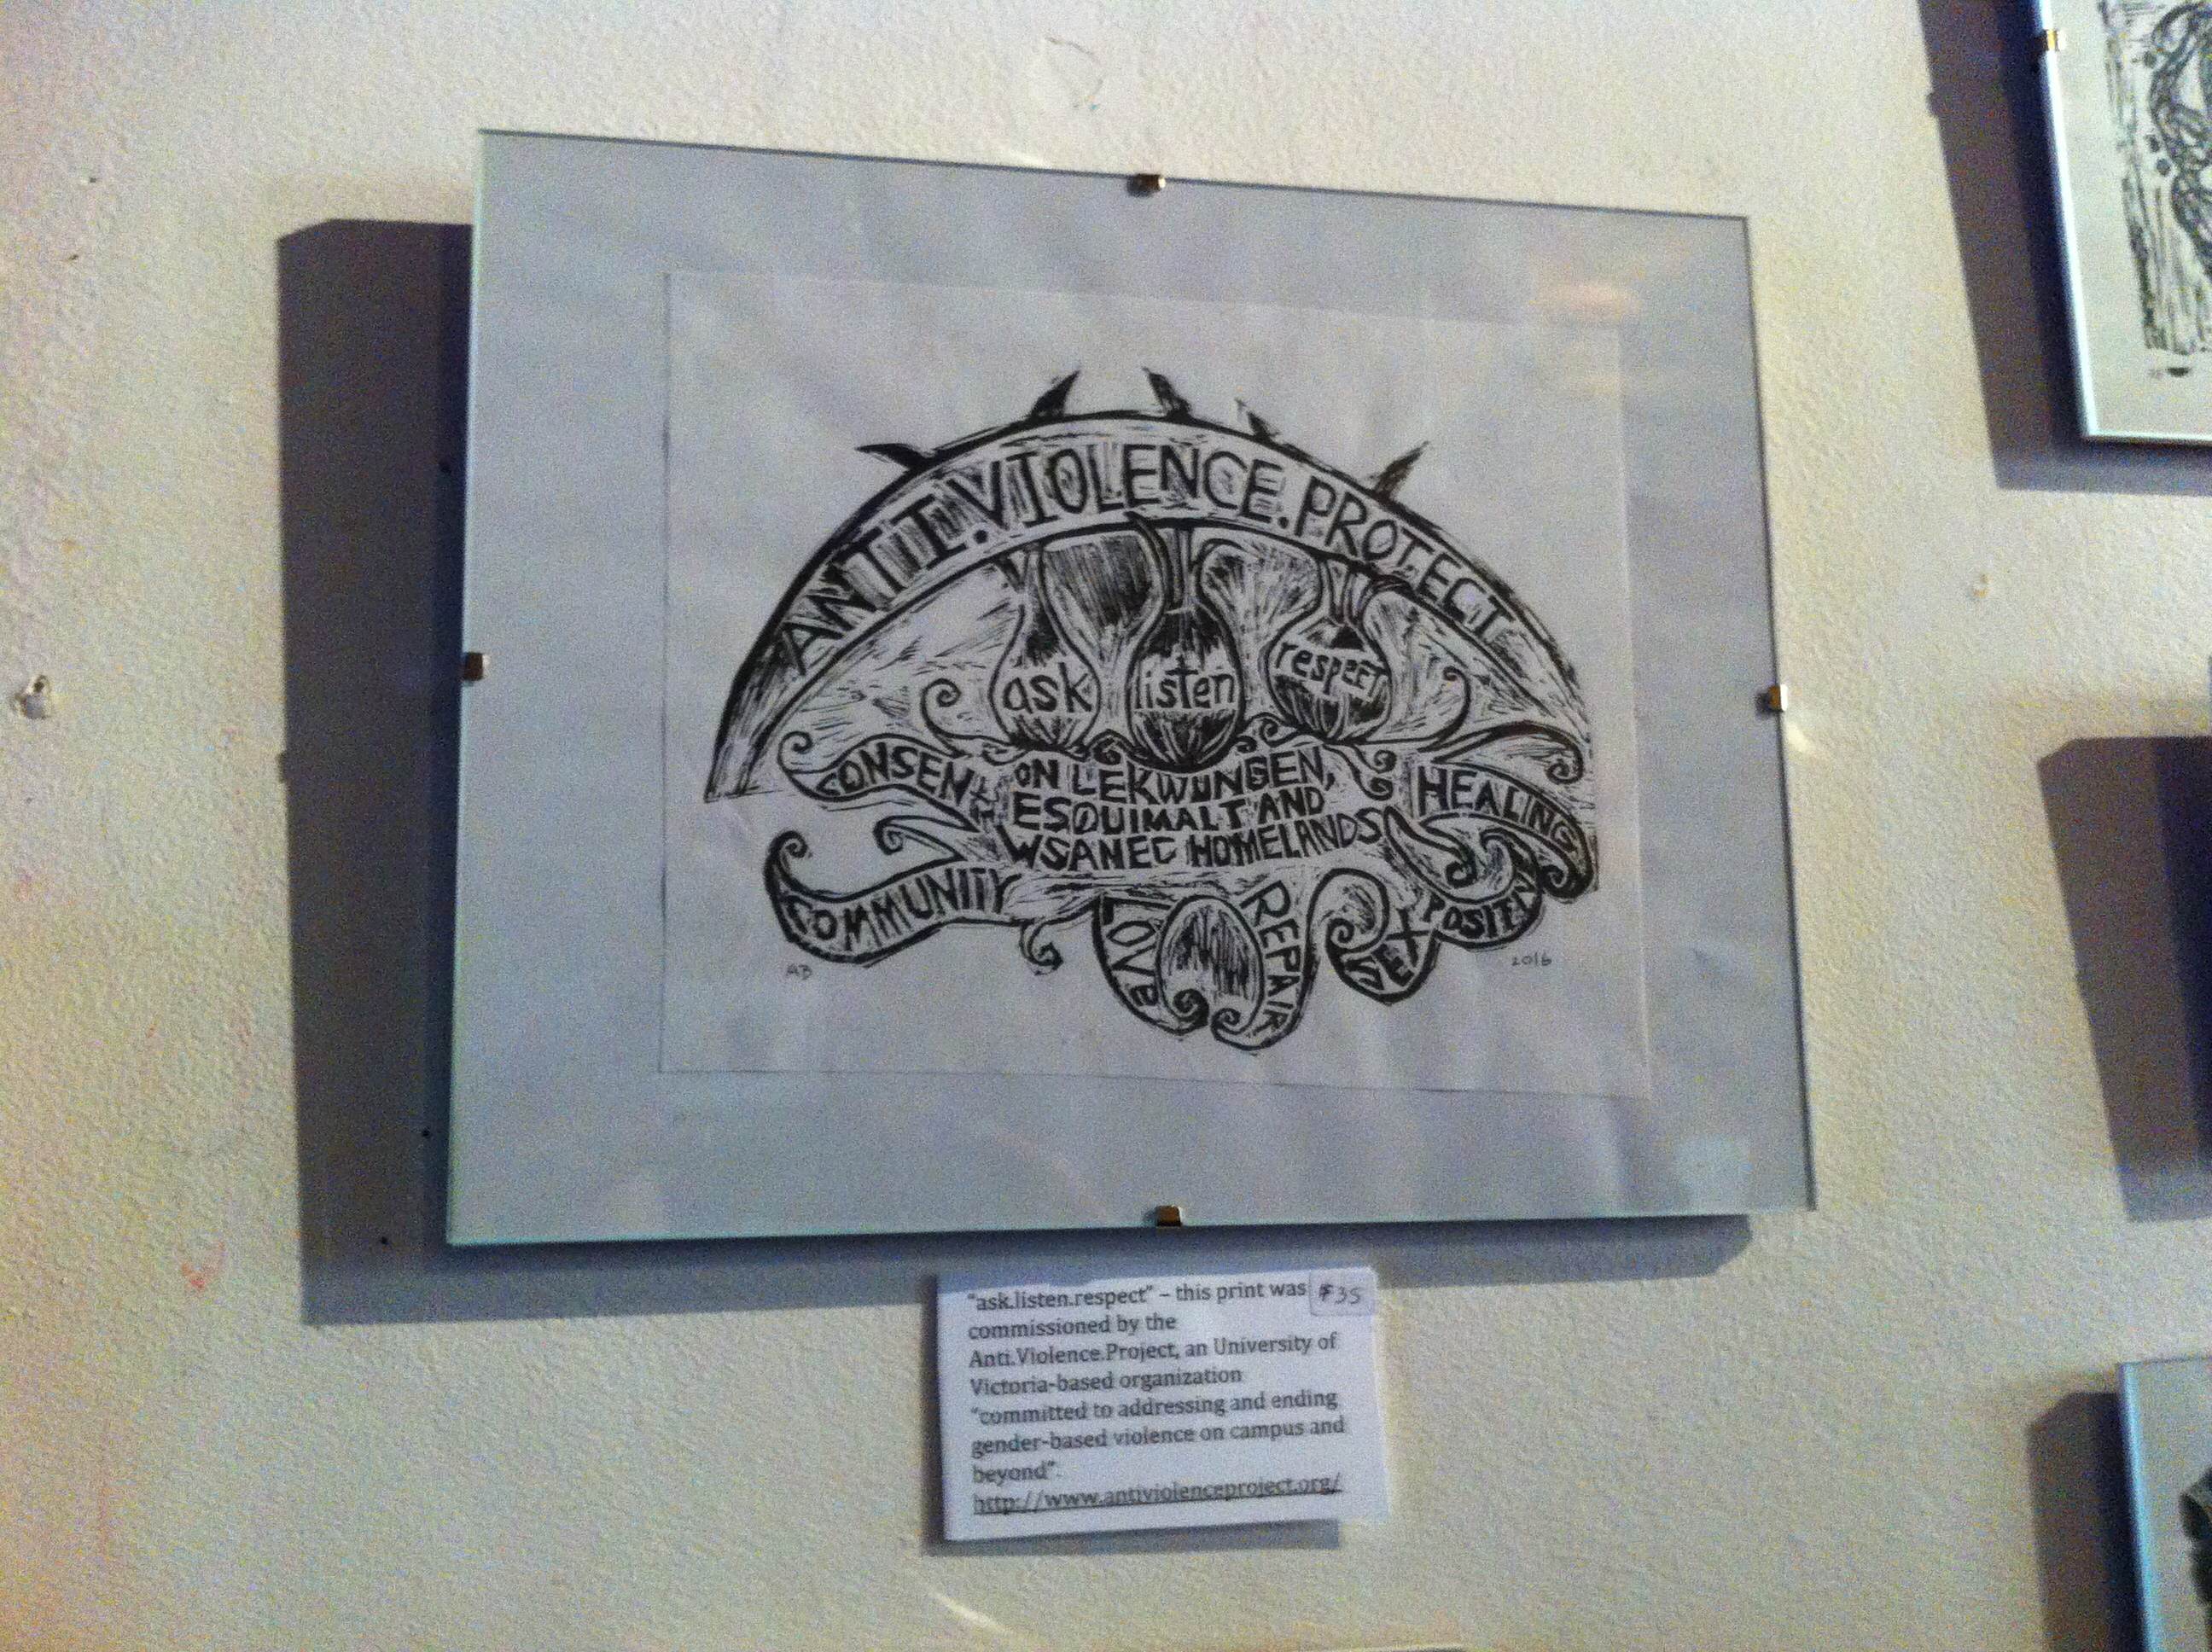 ANTI.VIOLENCE.PROTECT
ask
listen
respect
CONSENt
ON LEKWUNGEN,
ESQUIMALT AND
WSANEC HOMELANDS
HEALING
COMMUNITY
LOVe
REPAIR
SEX
POSITIV
AB
2016
"ask.listen.respect" – this print was $35
commissioned by the
Anti.Violence.Project, an University of
Victoria-based organization
"committed to addressing and ending
gender-based violence on campus and
beyond".
http://www.antiviolenceproject.org/